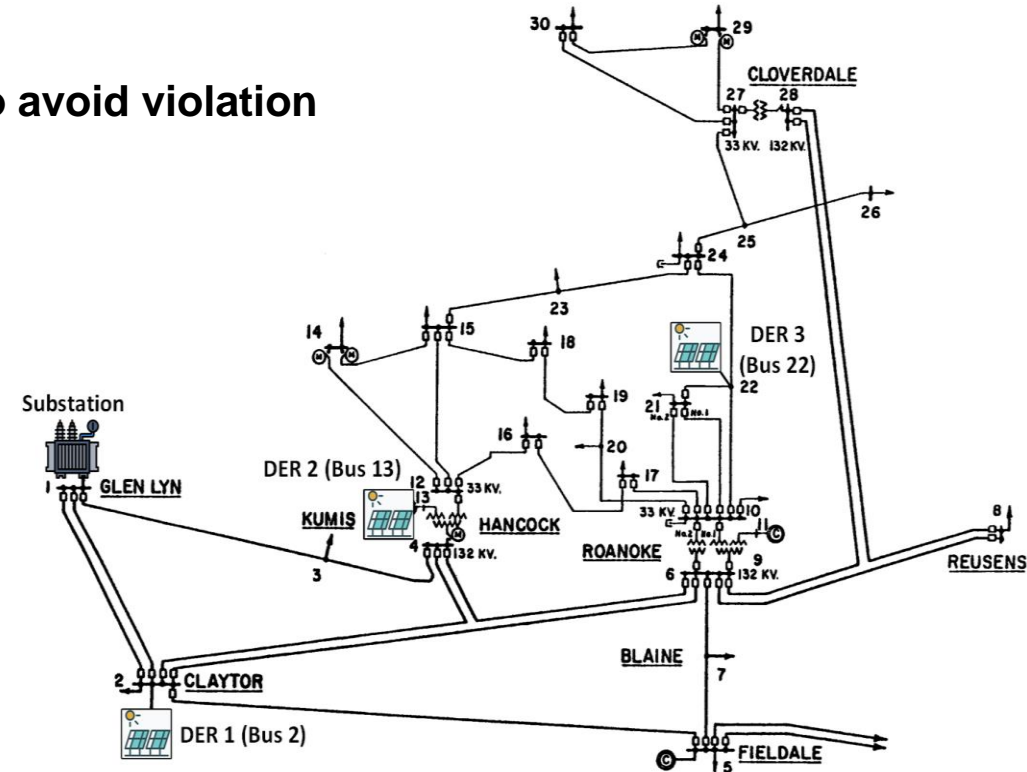 o avoid violation
30
29
CLOVERDALE
27
28
33 KV.
132 KV.
26
25
24
23
14
15
18
DER 3
(Bus 22)
22
19
21
No.2
No.1
Substation
16
20
DER 2 (Bus 13)
17
12
33 KV.
13
1
GLEN LYN
KUMIS
HANCOCK
33 KV.
10
8
ROANOKE
No.2
No.1
11
C
4
132 KV.
9
REUSENS
3
6
132 KV.
BLAINE
7
2
CLAYTOR
DER 1 (Bus 2)
C
5
FIELDALE